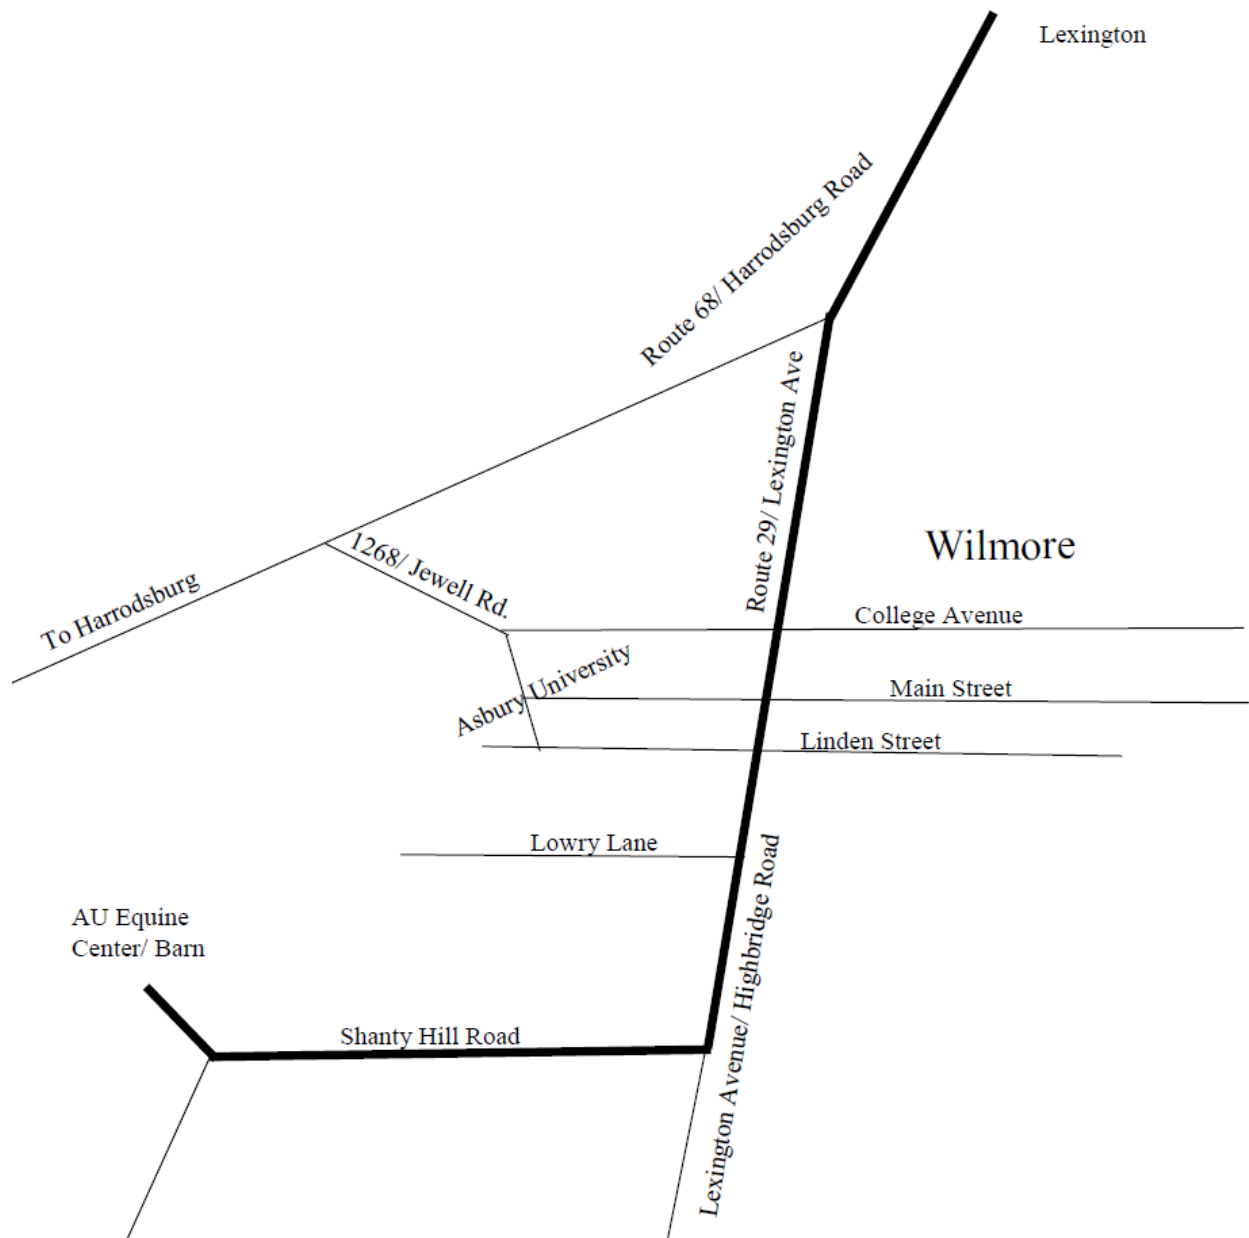 Lexington
Route 68/ Harrodsburg Road
Route 29/ Lexington Ave
Wilmore
1268/ Jewell Rd.
To Harrodsburg
College Avenue
Asbury University
Main Street
Linden Street
Lowry Lane
Lexington Avenue/ Highbridge Road
AU Equine
Center/ Barn
Shanty Hill Road